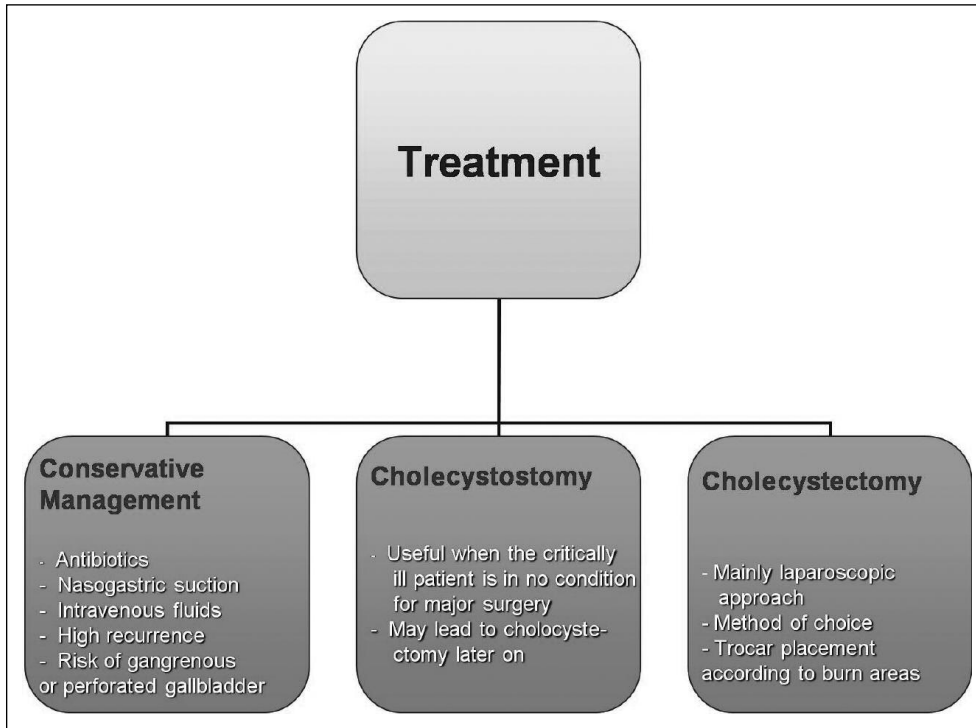 Treatment
Conservative
Management
- Antibiotics
- Nasogastric suction
- Intravenous fluids
- High recurrence
- Risk of gangrenous
or perforated gallbladder
Cholecystostomy
- Useful when the critically
ill patient is in no condition
for major surgery
- May lead to cholocyste-
ctomy later on
Cholecystectomy
- Mainly laparoscopic
approach
- Method of choice
- Trocar placement
according to burn areas